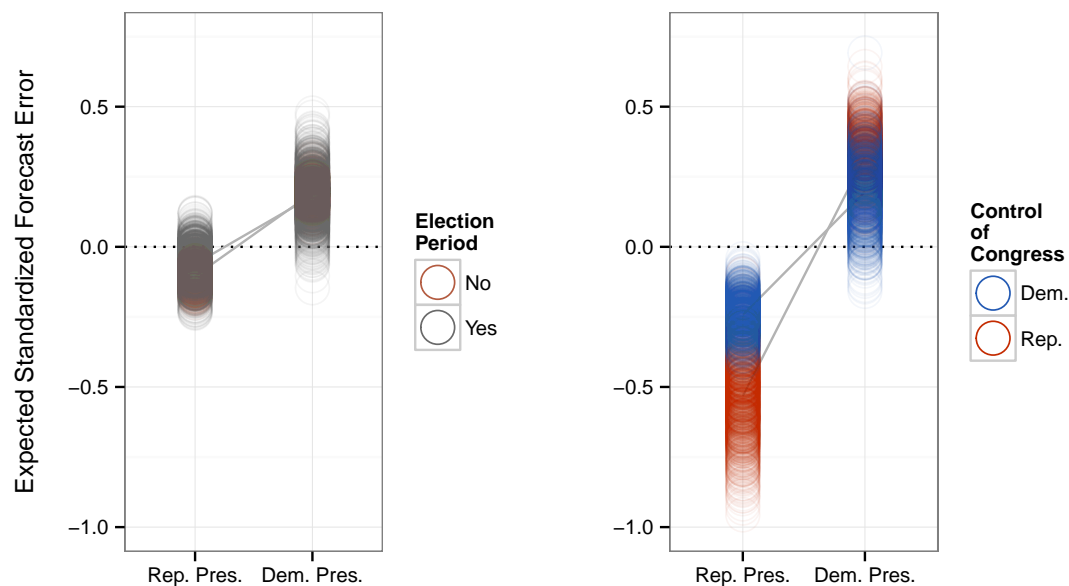 Expected Standardized Forecast Error
0.5
0.0
−0.5
−1.0
Rep. Pres.
Dem. Pres.
Election
Period
No
Yes
0.5
0.0
−0.5
−1.0
Rep. Pres.
Dem. Pres.
Control
of
Congress
Dem.
Rep.